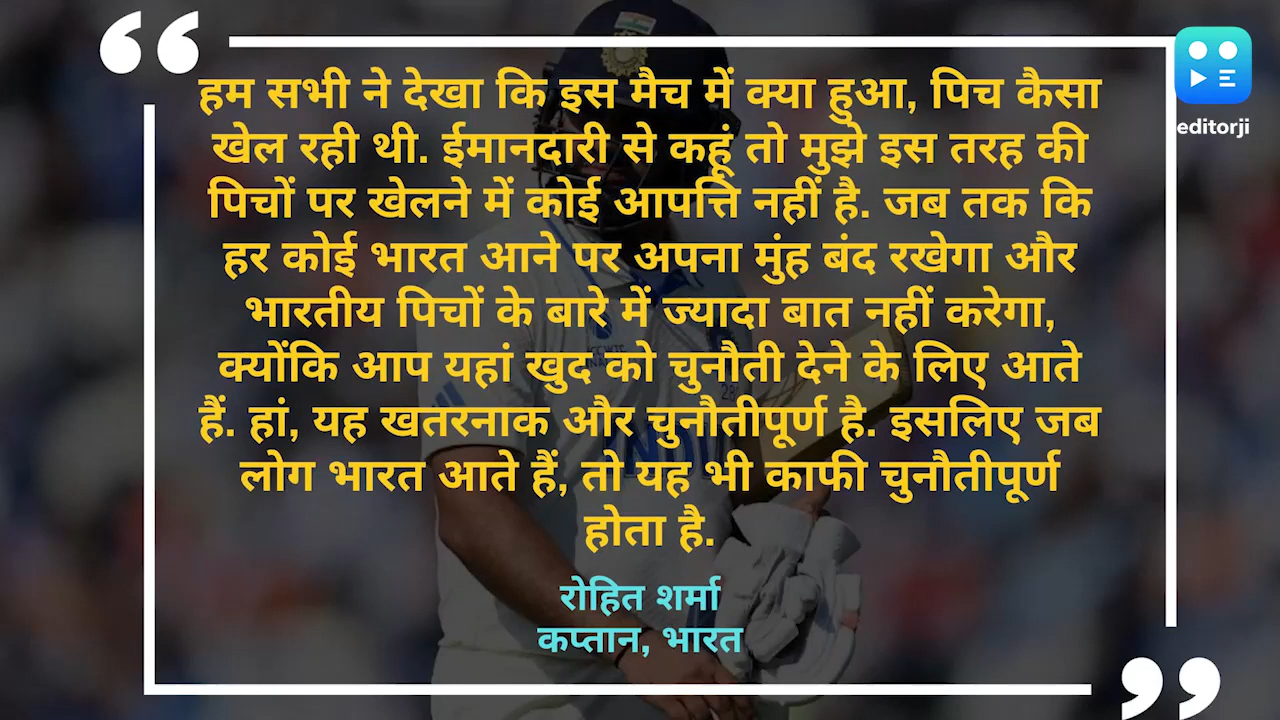 हम सभी ने देखा कि इस मैच में क्या हुआ, पिच कैसा
खेल रही थी. ईमानदारी से कहूं तो मुझे इस तरह की
पिचों पर खेलने में कोई आपत्ति नहीं है. जब तक कि
हर कोई भारत आने पर अपना मुंह बंद रखेगा और
भारतीय पिचों के बारे में ज्यादा बात नहीं करेगा,
क्योंकि आप यहां खुद को चुनौती देने के लिए आते
हैं. हां, यह खतरनाक और चुनौतीपूर्ण है. इसलिए जब
लोग भारत आते हैं, तो यह भी काफी चुनौतीपूर्ण
होता है.
रोहित शर्मा
कप्तान, भारत
editorji